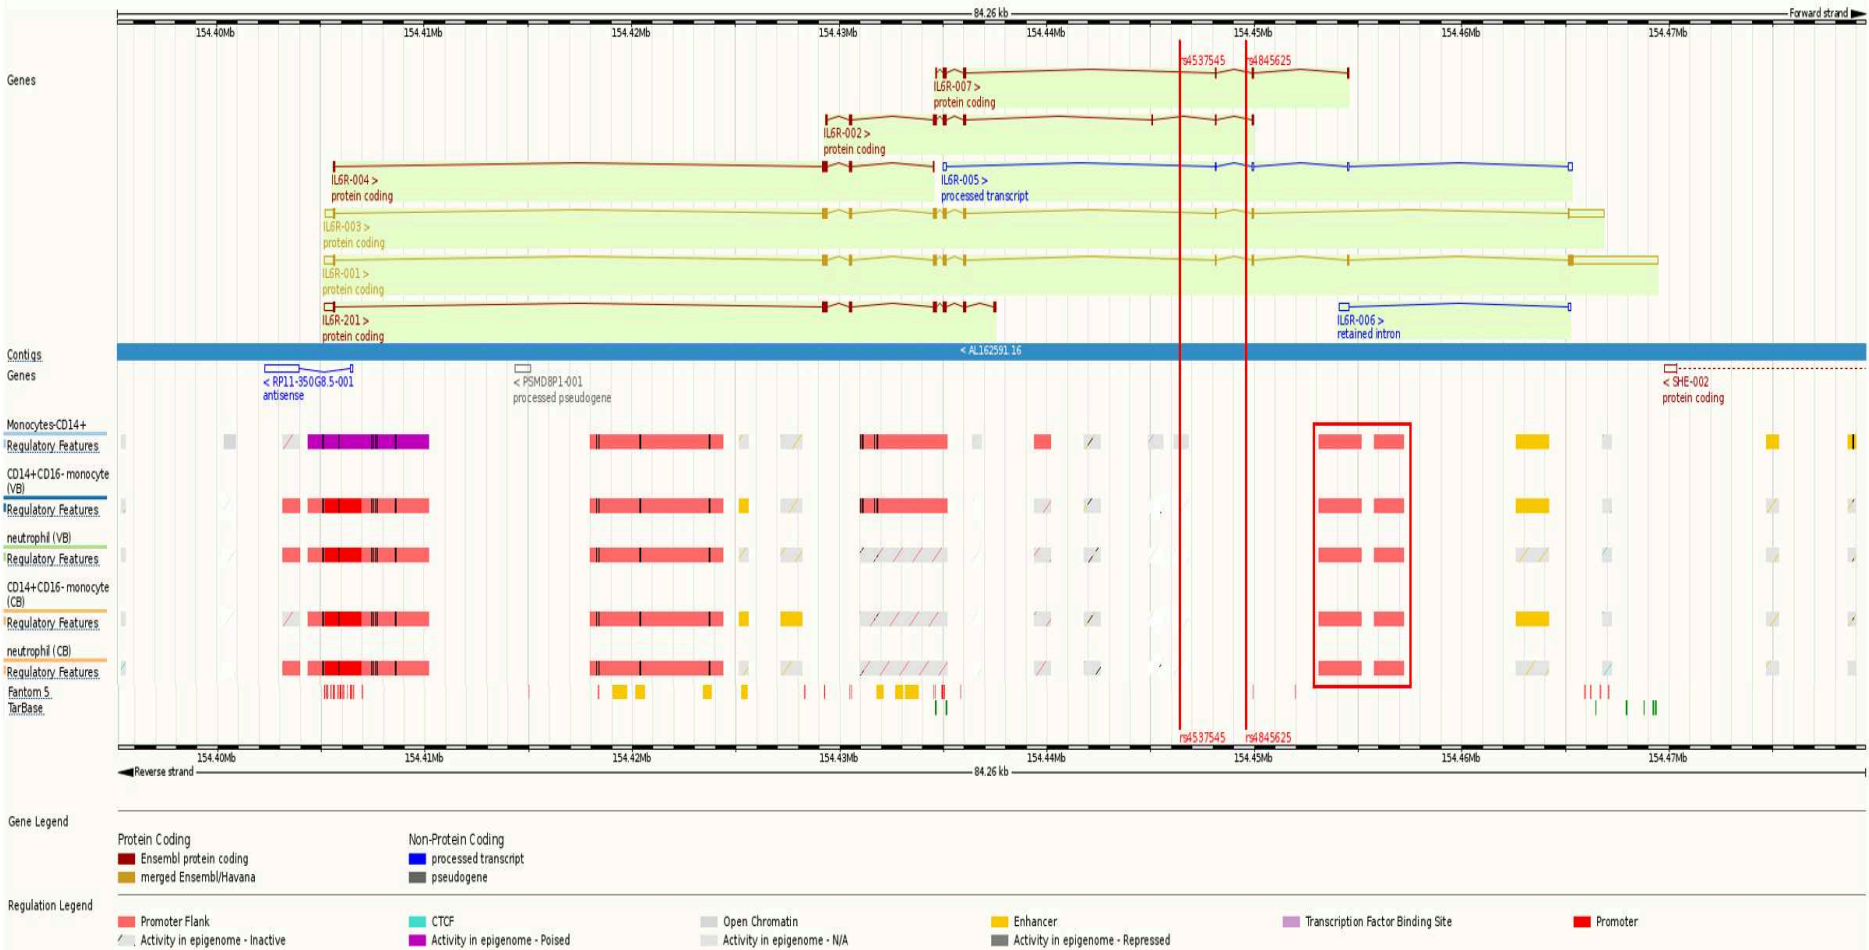 84.26 kb
Forward strand
154.40Mb 154.41Mb 154.42Mb 154.43Mb 154.44Mb 154.45Mb 154.46Mb 154.47Mb
rs4537545 rs4845625
Genes
IL6R-007 >
protein coding
IL6R-002 >
protein coding
IL6R-004 >
protein coding
IL6R-005 >
processed transcript
IL6R-003 >
protein coding
IL6R-001 >
protein coding
IL6R-201 >
protein coding
IL6R-006 >
retained intron
Contigs
< AL162591.16
Genes
< RP11-350G8.5-001
antisense
< PSMD8P1-001
processed pseudogene
< SHE-002
protein coding
Monocytes-CD14+
Regulatory Features
CD14+CD16- monocyte
(VB)
Regulatory Features
neutrophil (VB)
Regulatory Features
CD14+CD16- monocyte
(CB)
Regulatory Features
neutrophil (CB)
Regulatory Features
Fantom 5
TarBase
rs4537545 rs4845625
154.40Mb 154.41Mb 154.42Mb 154.43Mb 154.44Mb 154.45Mb 154.46Mb 154.47Mb
Reverse strand
84.26 kb
Gene Legend
Protein Coding
Non-Protein Coding
Ensembl protein coding
processed transcript
merged Ensembl/Havana
pseudogene
Regulation Legend
Promoter Flank
CTCF
Open Chromatin
Enhancer
Transcription Factor Binding Site
Promoter
Activity in epigenome - Inactive
Activity in epigenome - Poised
Activity in epigenome - N/A
Activity in epigenome - Repressed